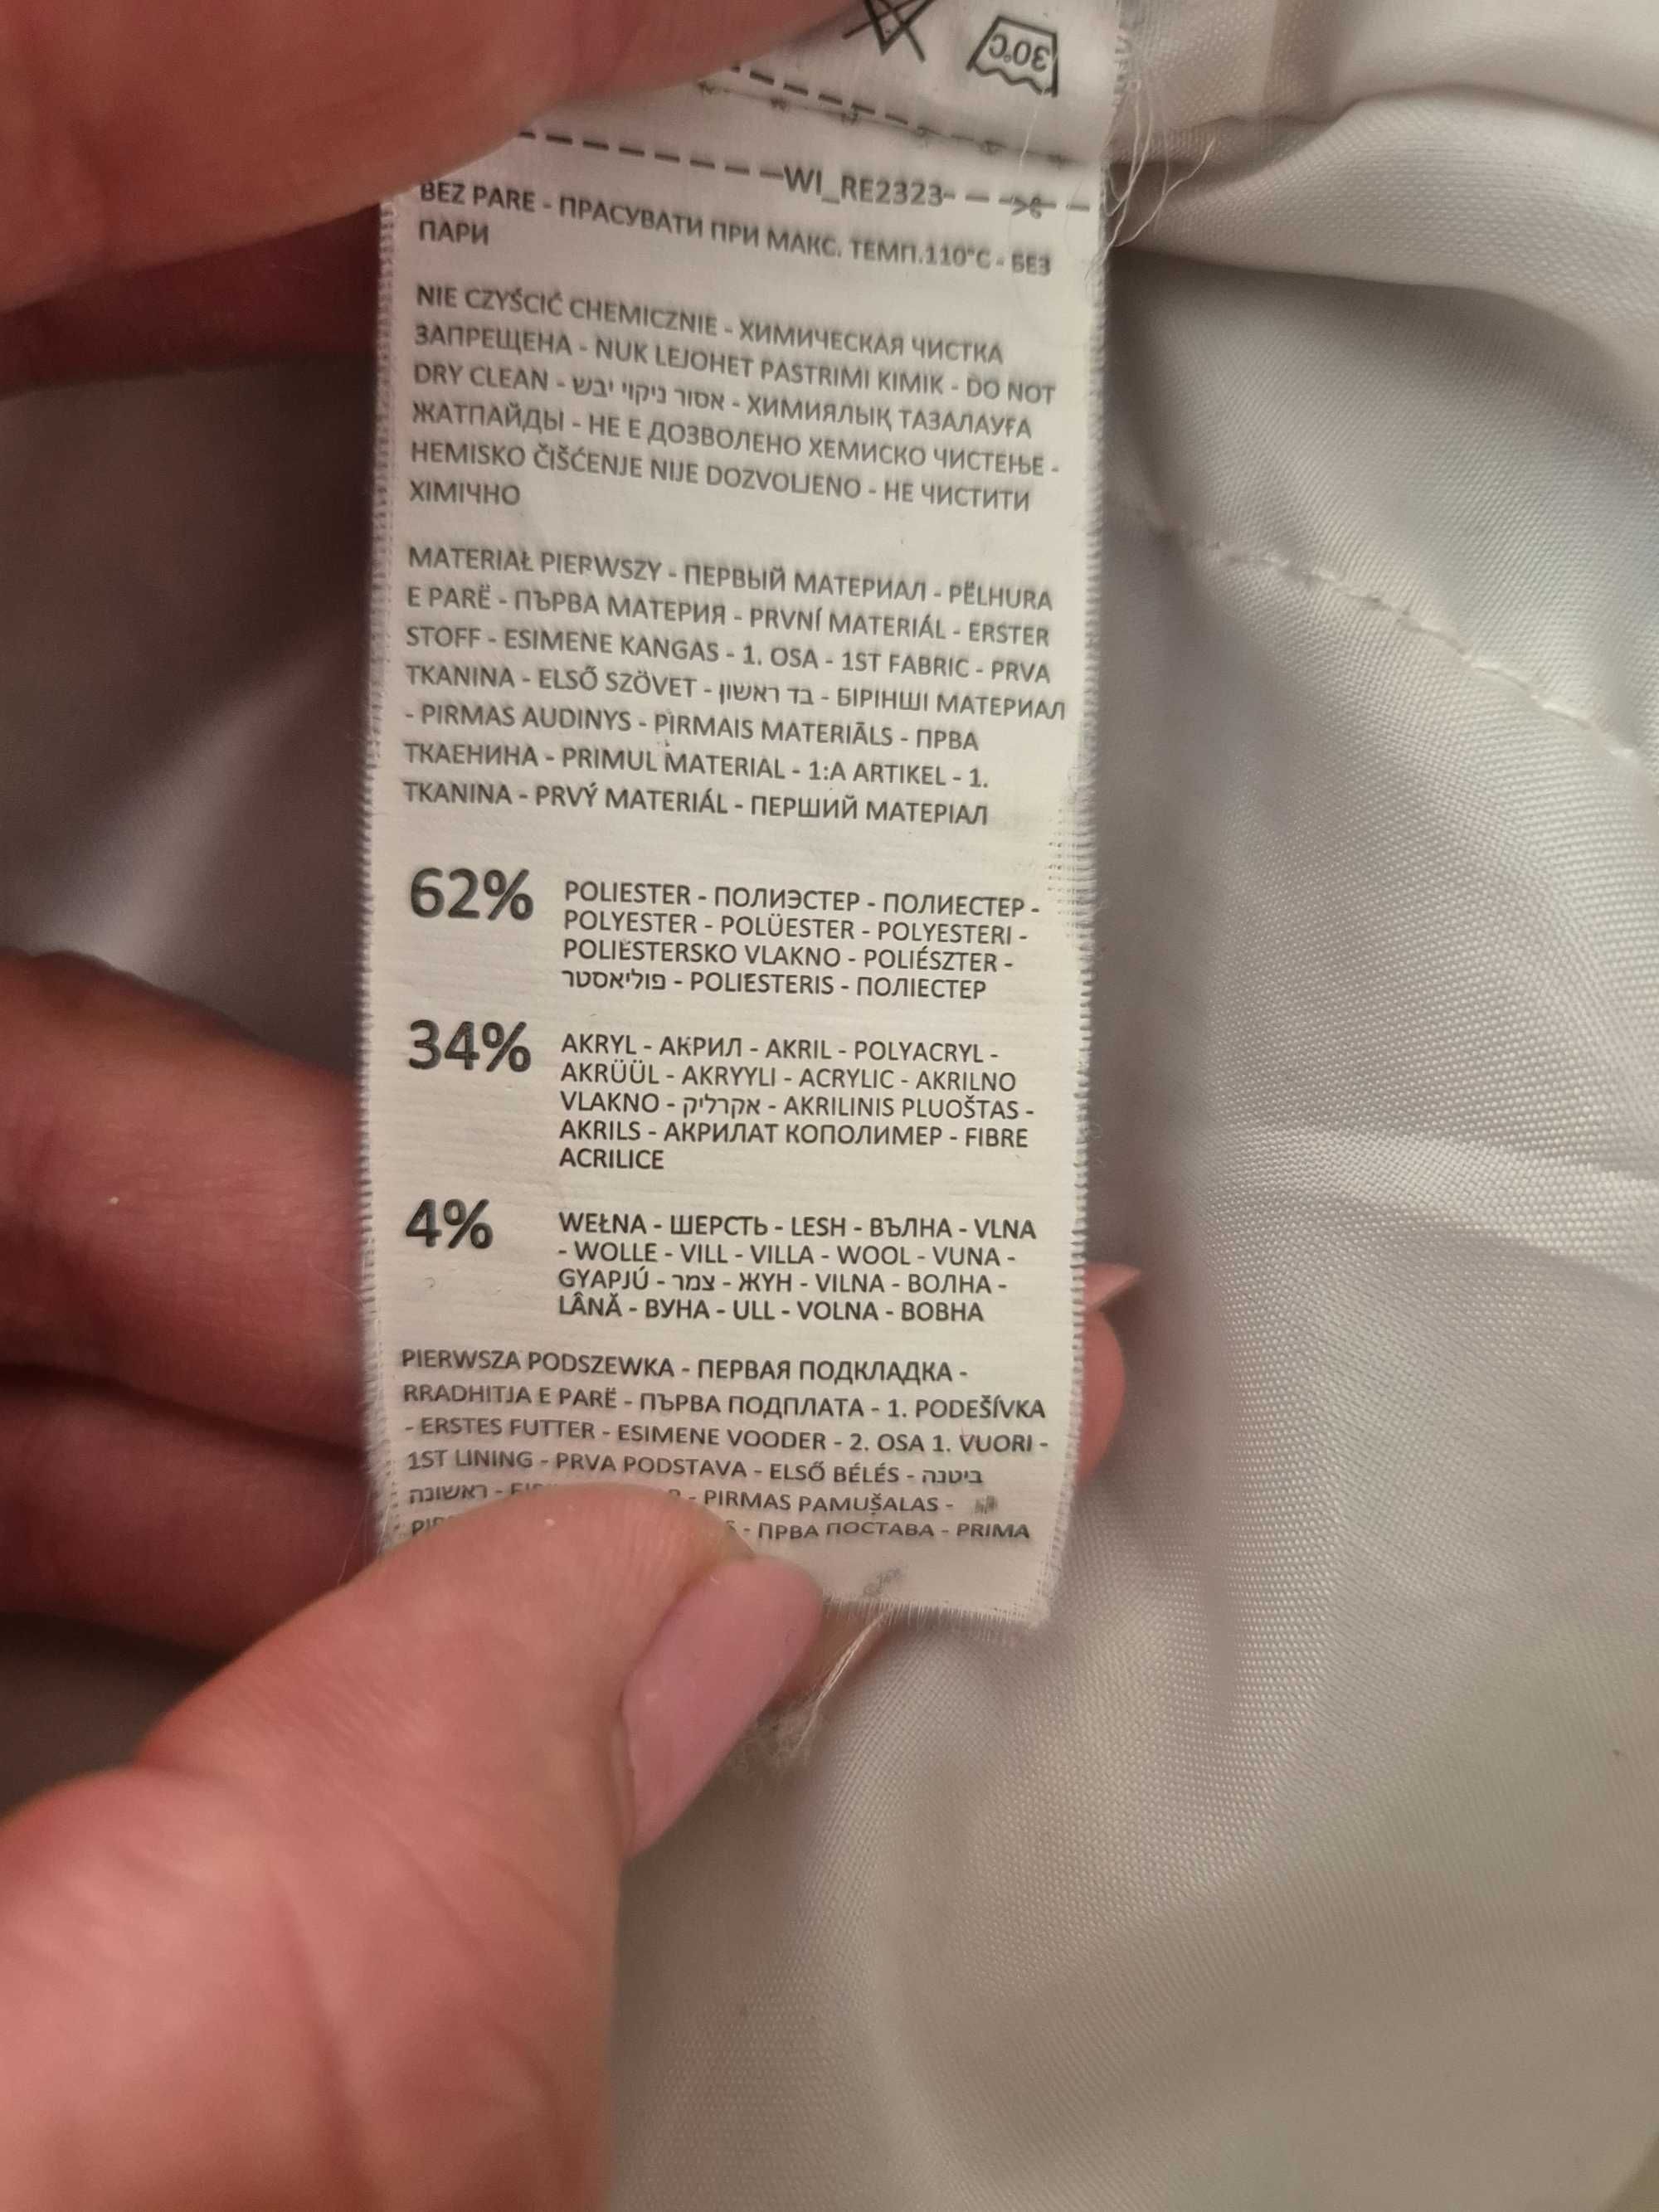 30°C
WI_RE2323
BEZ PARE - ПРАСУВАТИ ПРИ МАКС. ТЕМП.110°C - БЕЗ
ПАРИ
NIE CZYŚCIĆ CHEMICZNIE - ХИМИЧЕСКАЯ ЧИСТКА
ЗАПРЕЩЕНА - NUK LEJOHET PASTRIMI KIMIK - DO NOT
DRY CLEAN - אסור ניקוי יבש - ХИМИЯЛЫҚ ТАЗАЛАУҒА
ЖАТПАЙДЫ - НЕ Е ДОЗВОЛЕНО ХЕМИСКО ЧИСТЕЊЕ -
HEMISKO ČIŠĆENJE NIJE DOZVOLJENO - НЕ ЧИСТИТИ
ХІМІЧНО
MATERIAŁ PIERWSZY - ПЕРВЫЙ МАТЕРИАЛ - PËLHURA
E PARË - ПЪРВА МАТЕРИЯ - PRVNÍ MATERIÁL - ERSTER
STOFF - ESIMENE KANGAS - 1. OSA - 1ST FABRIC - PRVA
TKANINA - ELSŐ SZÖVET - בד ראשון - БІРІНШІ МАТЕРИАЛ
- PIRMAS AUDINYS - PIRMAIS MATERIĀLS - ПРВА
ТКАЕНИНА - PRIMUL MATERIAL - 1:A ARTIKEL - 1.
TKANINA - PRVÝ MATERIÁL - ПЕРШИЙ МАТЕРІАЛ
62% POLIESTER - ПОЛИЭСТЕР - ПОЛИЕСТЕР -
POLYESTER - POLÜESTER - POLYESTERI -
POLIESTERSKO VLAKNO - POLIÉSZTER -
פוליאסטר - POLIESTERIS - ПОЛІЕСТЕР
34% AKRYL - АКРИЛ - AKRIL - POLYACRYL -
AKRÜÜL - AKRYYLI - ACRYLIC - AKRILNO
VLAKNO - אקרליק - AKRILINIS PLUOŠTAS -
AKRILS - АКРИЛАТ КОПОЛИМЕР - FIBRE
ACRILICE
4% WEŁNA - ШЕРСТЬ - LESH - ВЪЛНА - VLNA
- WOLLE - VILL - VILLA - WOOL - VUNA -
GYAPJÚ - צמר - ЖҮН - VILNA - ВОЛНА -
LÂNĂ - ВУНА - ULL - VOLNA - ВОВНА
PIERWSZA PODSZEWKA - ПЕРВАЯ ПОДКЛАДКА -
RRADHITJA E PARË - ПЪРВА ПОДПЛАТА - 1. PODEŠÍVKA
- ERSTES FUTTER - ESIMENE VOODER - 2. OSA 1. VUORI -
1ST LINING - PRVA PODSTAVA - ELSŐ BÉLÉS - ביטנה
ראשונה - - PIRMAS PAMUŠALAS -
- ПРВА ПОСТАВА - PRIMA